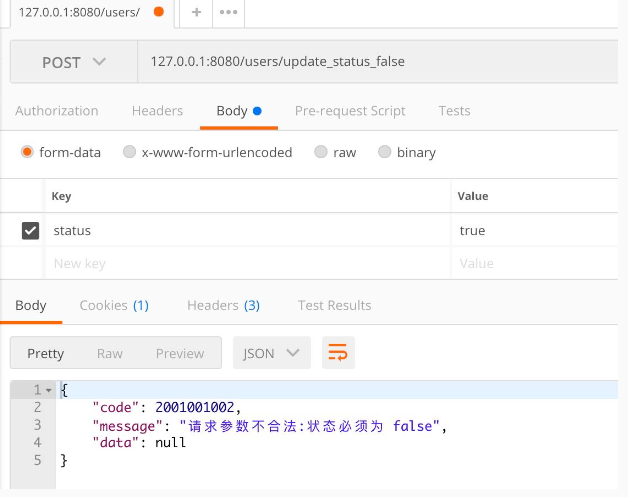 127.0.0.1:8080/users/
+
•••
POST
127.0.0.1:8080/users/update_status_false
Authorization Headers Body Pre-request Script Tests
form-data x-www-form-urlencoded raw binary
Key Value
status true
New key Value
Body Cookies (1) Headers (3) Test Results
Pretty Raw Preview JSON
1 {
2 "code": 2001001002,
3 "message": "请求参数不合法:状态必须为 false",
4 "data": null
5 }